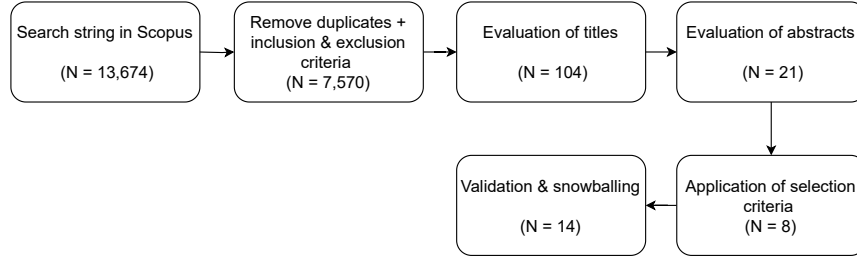 Search string in Scopus
(N = 13,674)
Remove duplicates +
inclusion & exclusion
criteria
(N = 7,570)
Evaluation of titles
(N = 104)
Evaluation of abstracts
(N = 21)
Validation & snowballing
(N = 14)
Application of selection
criteria
(N = 8)